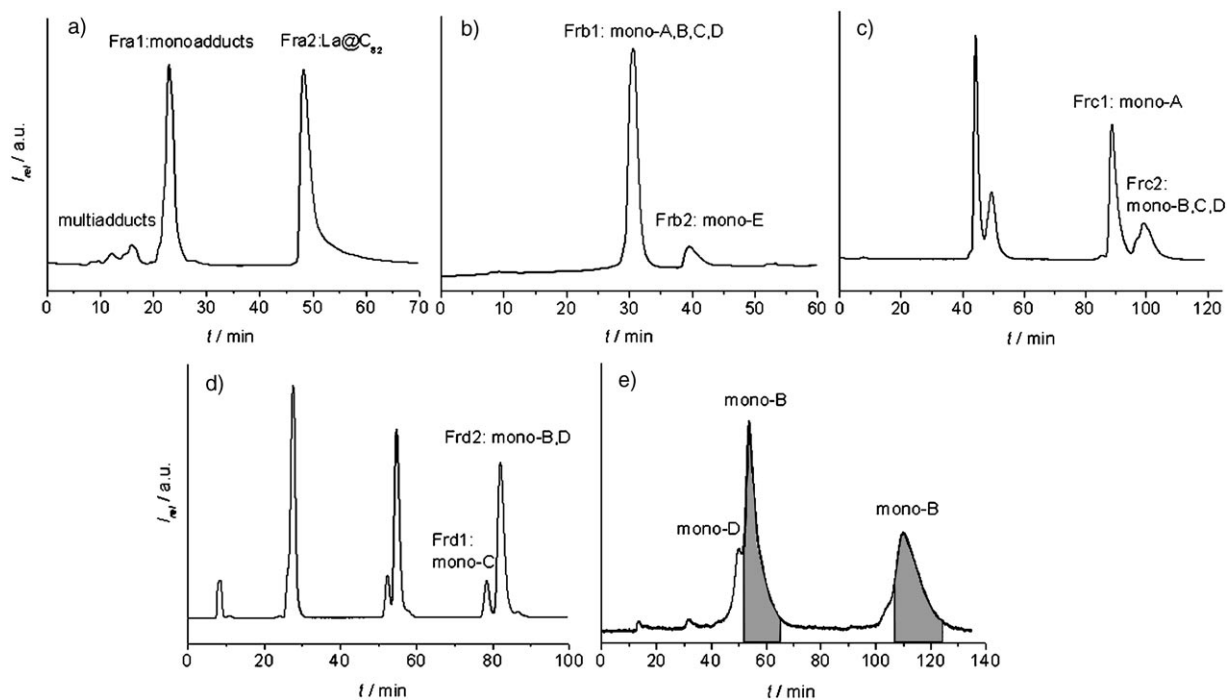 a)
Fra1:monoadducts
Fra2:La@C₈₂
multiadducts
I_rel / a.u.
0 10 20 30 40 50 60 70
t / min
b)
Frb1: mono-A,B,C,D
Frb2: mono-E
0 10 20 30 40 50 60
t / min
c)
Frc1: mono-A
Frc2:
mono-B,C,D
0 20 40 60 80 100 120
t / min
d)
Frd2: mono-B,D
Frd1:
mono-C
I_rel / a.u.
0 20 40 60 80 100
t / min
e)
mono-B
mono-D
mono-B
0 20 40 60 80 100 120 140
t / min